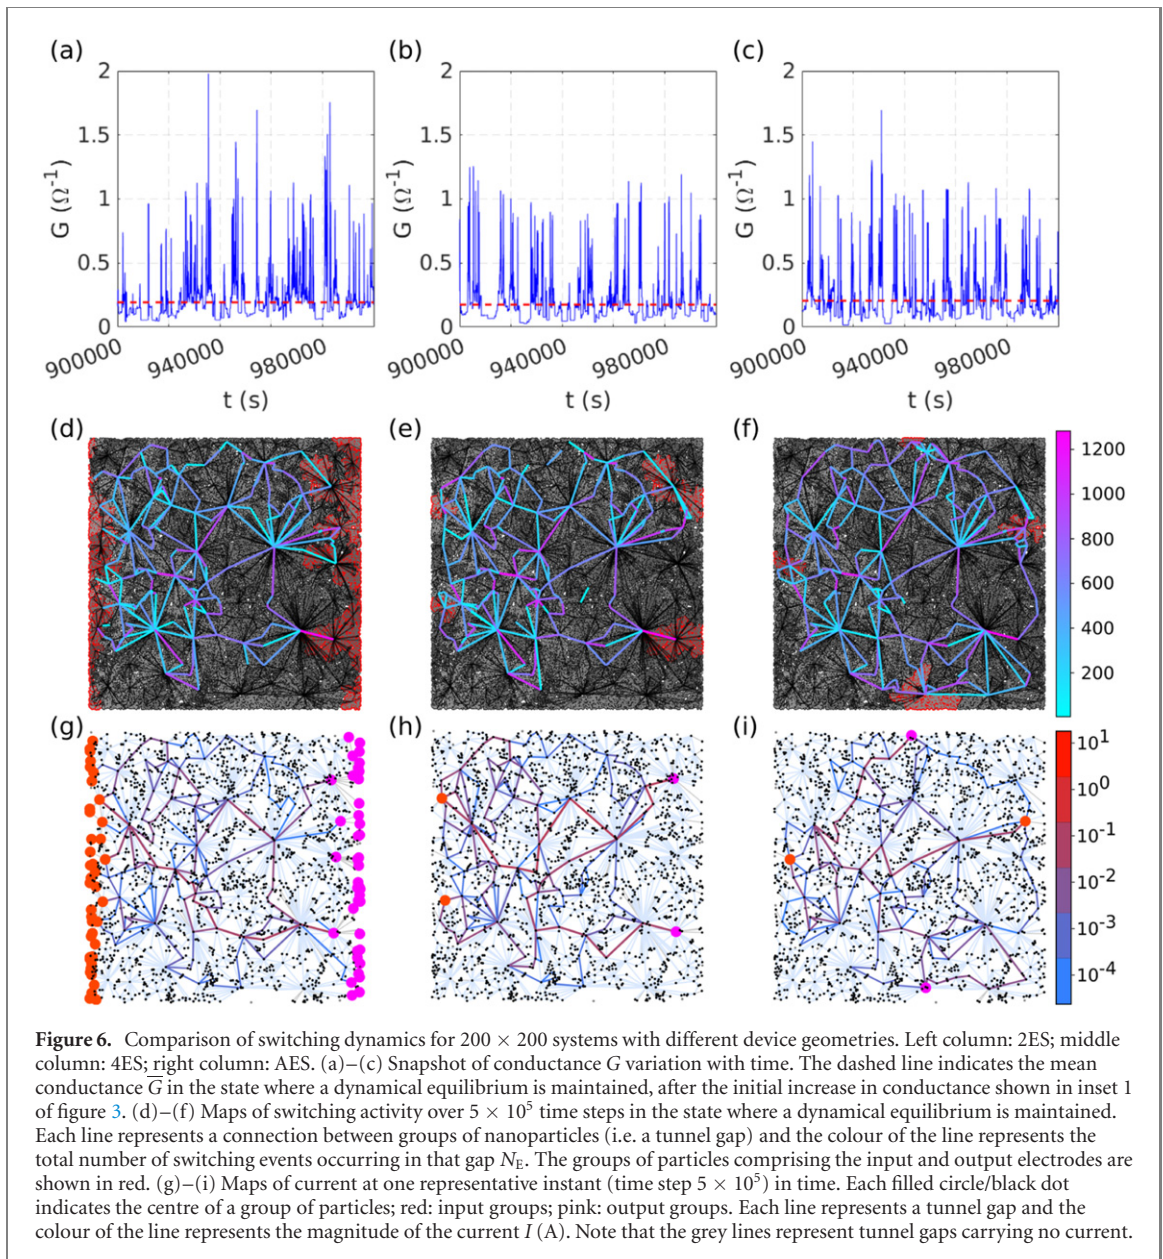 (a)
(b)
(c)
2
1.5
1
0.5
0
G (Ω⁻¹)
900000
940000
980000
t (s)
2
1.5
1
0.5
0
G (Ω⁻¹)
900000
940000
980000
t (s)
2
1.5
1
0.5
0
G (Ω⁻¹)
900000
940000
980000
t (s)
(d)
(e)
(f)
1200
1000
800
600
400
200
(g)
(h)
(i)
10¹
10⁰
10⁻¹
10⁻²
10⁻³
10⁻⁴
Figure 6. Comparison of switching dynamics for 200 × 200 systems with different device geometries. Left column: 2ES; middle
column: 4ES; right column: AES. (a)–(c) Snapshot of conductance G variation with time. The dashed line indicates the mean
conductance G̅ in the state where a dynamical equilibrium is maintained, after the initial increase in conductance shown in inset 1
of figure 3. (d)–(f) Maps of switching activity over 5 × 10⁵ time steps in the state where a dynamical equilibrium is maintained.
Each line represents a connection between groups of nanoparticles (i.e. a tunnel gap) and the colour of the line represents the
total number of switching events occurring in that gap N_E. The groups of particles comprising the input and output electrodes are
shown in red. (g)–(i) Maps of current at one representative instant (time step 5 × 10⁵) in time. Each filled circle/black dot
indicates the centre of a group of particles; red: input groups; pink: output groups. Each line represents a tunnel gap and the
colour of the line represents the magnitude of the current I (A). Note that the grey lines represent tunnel gaps carrying no current.